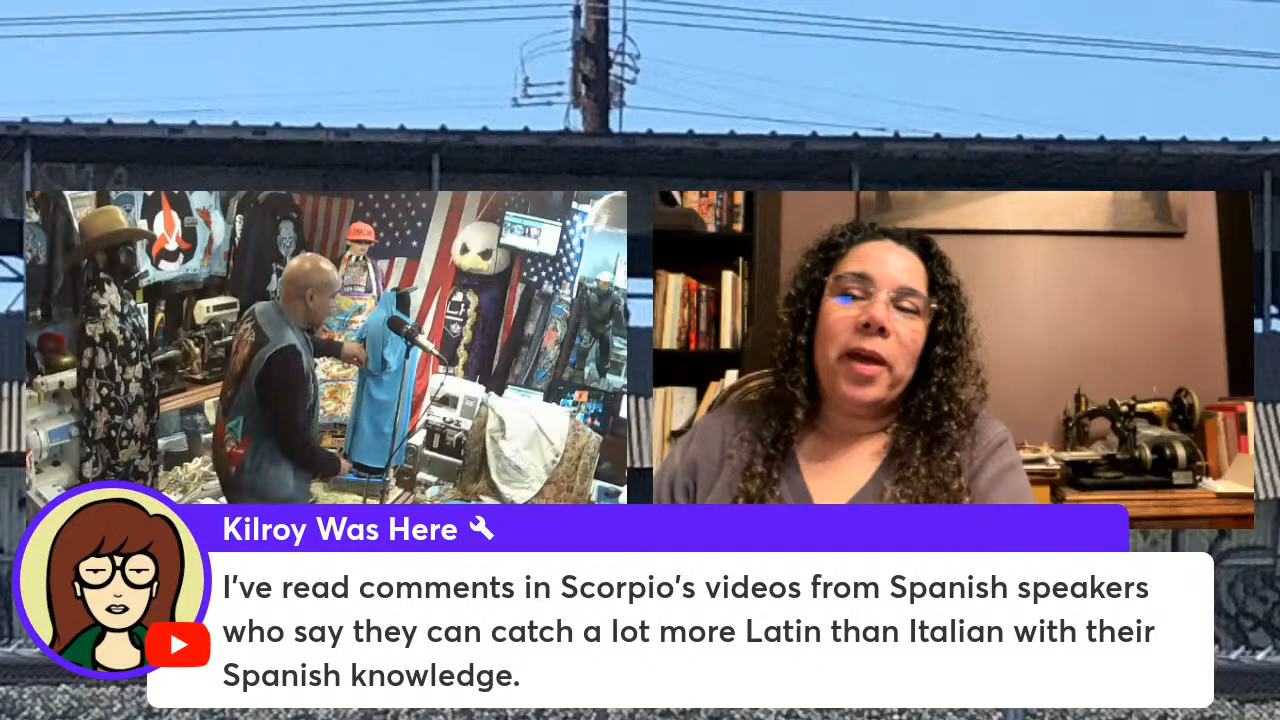 Kilroy Was Here
I've read comments in Scorpio's videos from Spanish speakers
who say they can catch a lot more Latin than Italian with their
Spanish knowledge.